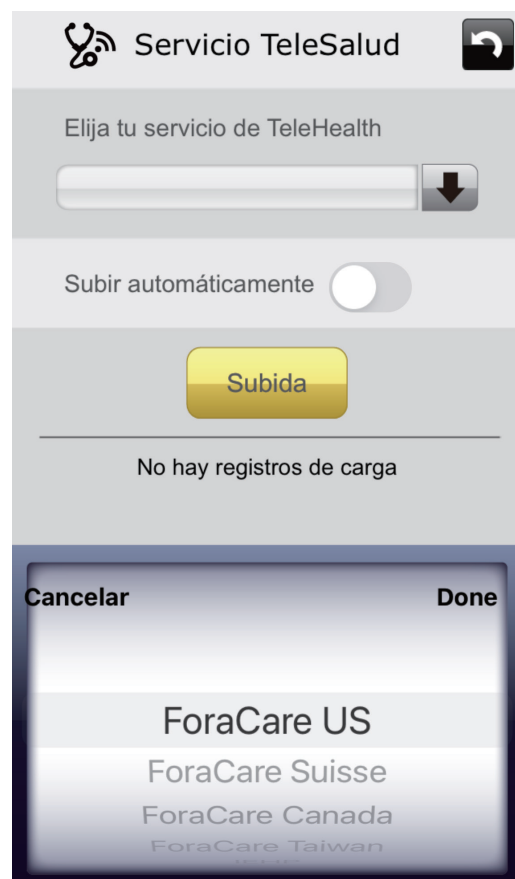 Servicio TeleSalud
Elija tu servicio de TeleHealth
Subir automáticamente
Subida
No hay registros de carga
Cancelar Done
ForaCare US
ForaCare Suisse
ForaCare Canada
ForaCare Taiwan